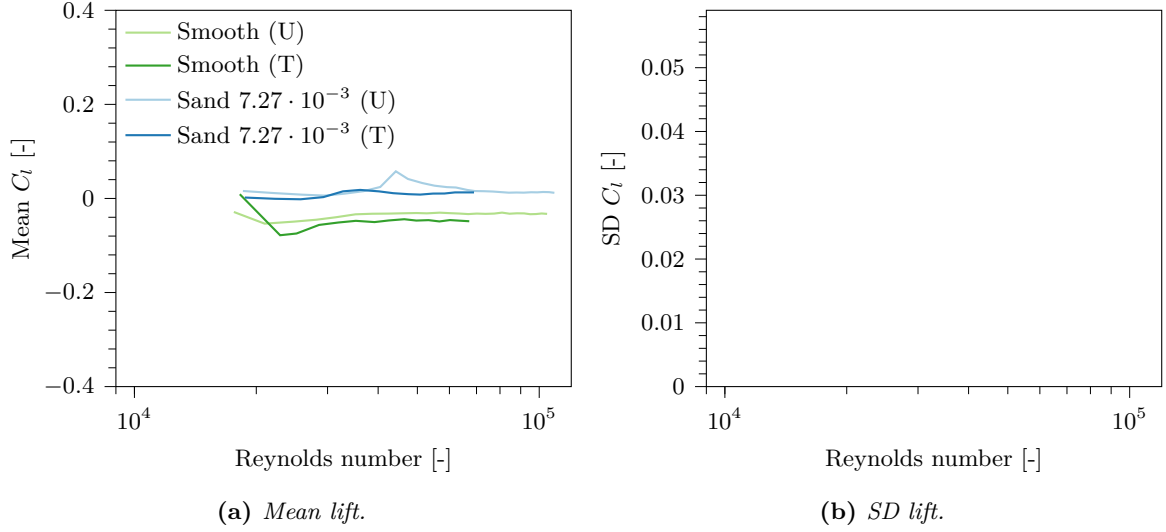 0.4
0.2
0
−0.2
−0.4
Mean C_l [-]
Smooth (U)
Smooth (T)
Sand 7.27 · 10⁻³ (U)
Sand 7.27 · 10⁻³ (T)
10⁴
10⁵
Reynolds number [-]
(a) Mean lift.
0.05
0.04
0.03
0.02
0.01
0
SD C_l [-]
10⁴
10⁵
Reynolds number [-]
(b) SD lift.